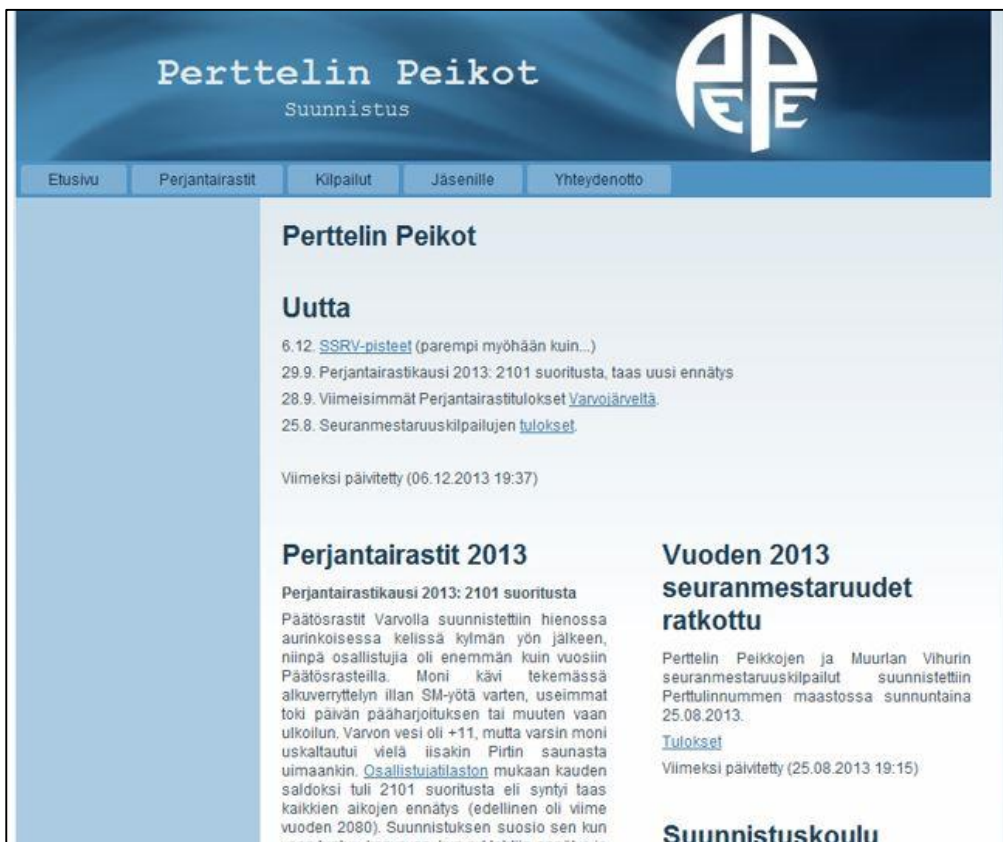 Perttelin Peikot
Suunnistus
PEPE
Etusivu Perjantairastit Kilpailut Jäsenille Yhteydenotto
Perttelin Peikot
Uutta
6.12. SSRV-pisteet (parempi myöhään kuin...)
29.9. Perjantairastikausi 2013: 2101 suoritusta, taas uusi ennätys
28.9. Viimeisimmät Perjantairastitulokset Varvojärveltä.
25.8. Seuranmestaruuskilpailujen tulokset.
Viimeksi päivitetty (06.12.2013 19:37)
Perjantairastit 2013
Perjantairastikausi 2013: 2101 suoritusta
Päätösrastit Varvolla suunnistettiin hienossa
aurinkoisessa kelissä kylmän yön jälkeen,
niinpä osallistujia oli enemmän kuin vuosiin
Päätösrasteilla. Moni kävi tekemässä
alkuverryttelyn illan SM-yötä varten, useimmat
toki päivän pääharjoituksen tai muuten vaan
ulkoilun. Varvon vesi oli +11, mutta varsin moni
uskaltautui vielä iisakin Pirtin saunasta
uimaankin. Osallistujatilaston mukaan kauden
saldoksi tuli 2101 suoritusta eli syntyi taas
kaikkien aikojen ennätys (edellinen oli viime
vuoden 2080). Suunnistuksen suosio sen kun
Vuoden 2013
seuranmestaruudet
ratkottu
Perttelin Peikkojen ja Muurlan Vihurin
seuranmestaruuskilpailut suunnistettiin
Perttulinnummen maastossa sunnuntaina
25.08.2013.
Tulokset
Viimeksi päivitetty (25.08.2013 19:15)
Suunnistuskoulu